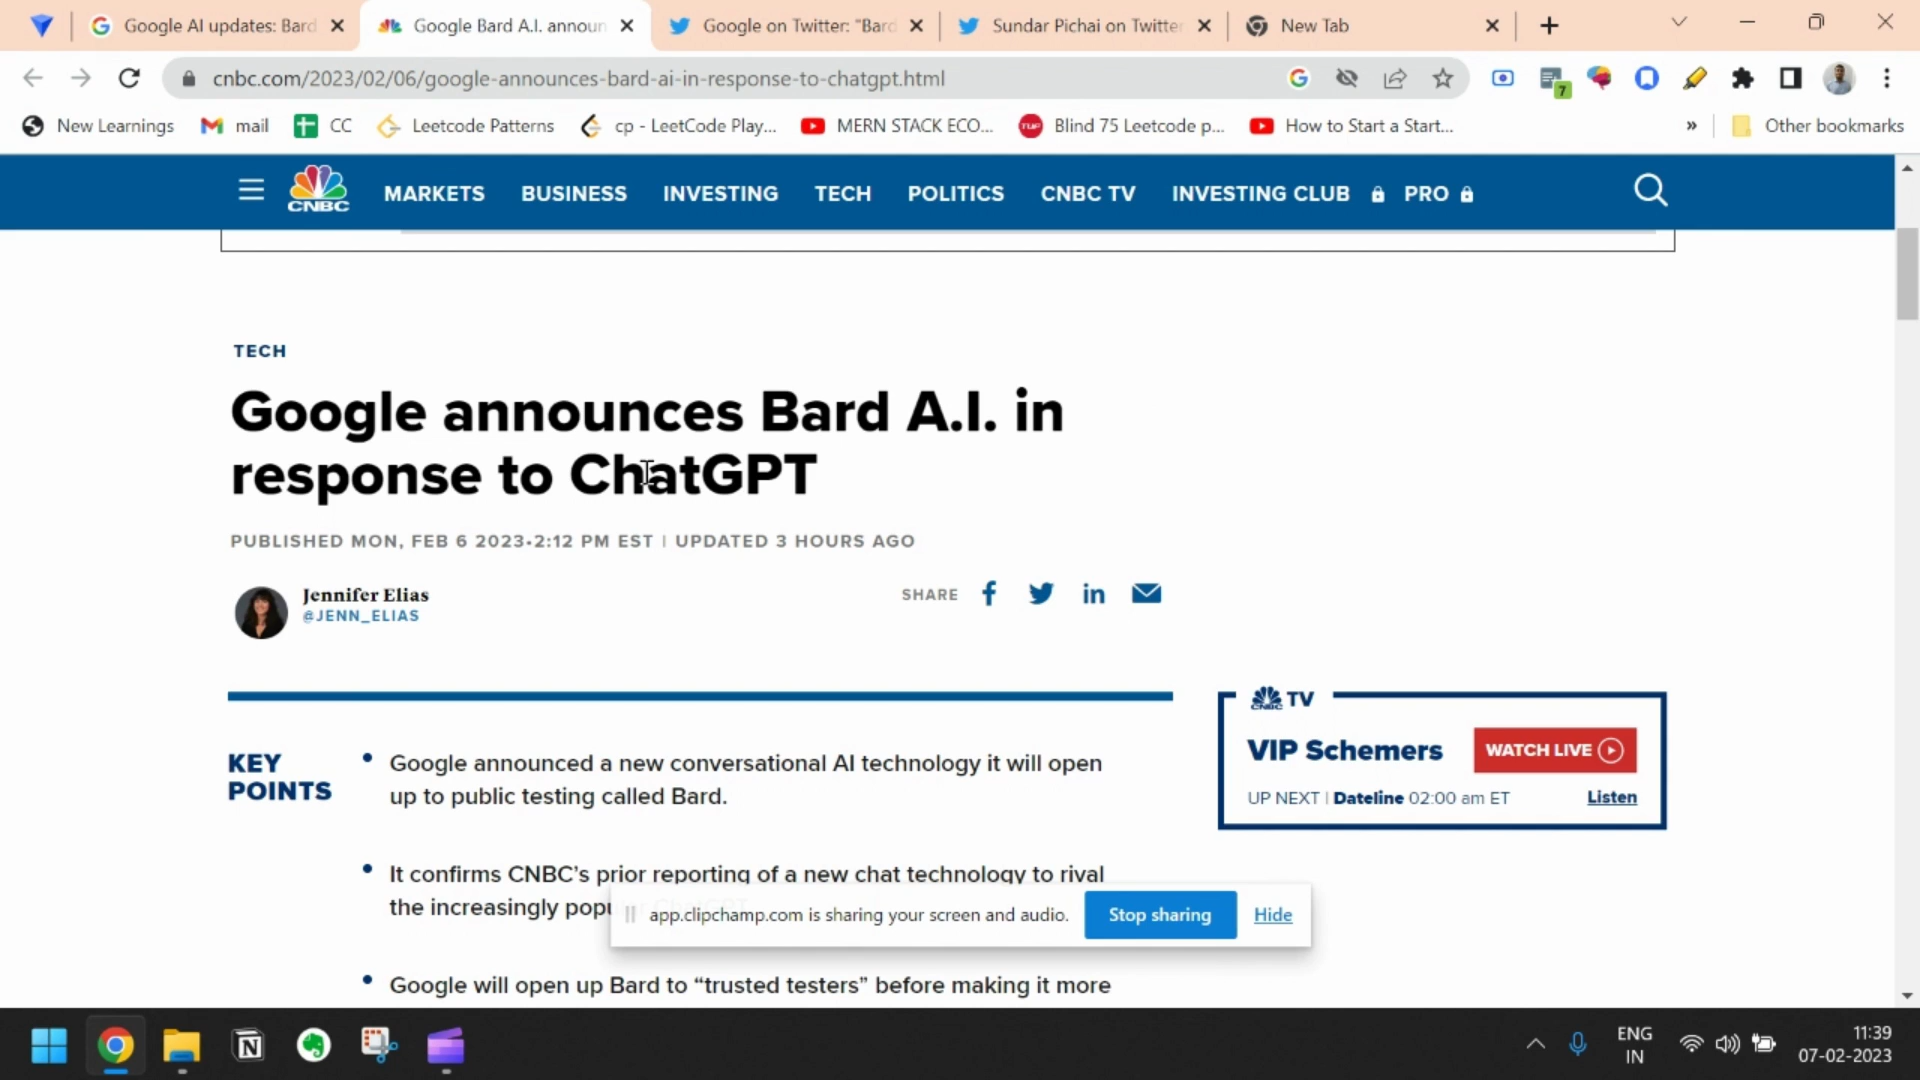 Google AI updates: Bard
Google Bard A.I. announ
Google on Twitter: "Bard
Sundar Pichai on Twitter
New Tab
cnbc.com/2023/02/06/google-announces-bard-ai-in-response-to-chatgpt.html
7
New Learnings
mail
CC
Leetcode Patterns
cp - LeetCode Play...
MERN STACK ECO...
Blind 75 Leetcode p...
How to Start a Start...
»
Other bookmarks
CNBC
MARKETS
BUSINESS
INVESTING
TECH
POLITICS
CNBC TV
INVESTING CLUB
PRO
TECH
Google announces Bard A.I. in
response to ChatGPT
PUBLISHED MON, FEB 6 2023•2:12 PM EST | UPDATED 3 HOURS AGO
Jennifer Elias
@JENN_ELIAS
SHARE
KEY
POINTS
• Google announced a new conversational AI technology it will open
up to public testing called Bard.
• It confirms CNBC's prior reporting of a new chat technology to rival
the increasingly popu
• Google will open up Bard to “trusted testers” before making it more
CNBC TV
VIP Schemers
WATCH LIVE
UP NEXT | Dateline 02:00 am ET
Listen
app.clipchamp.com is sharing your screen and audio.
Stop sharing
Hide
ENG
IN
11:39
07-02-2023